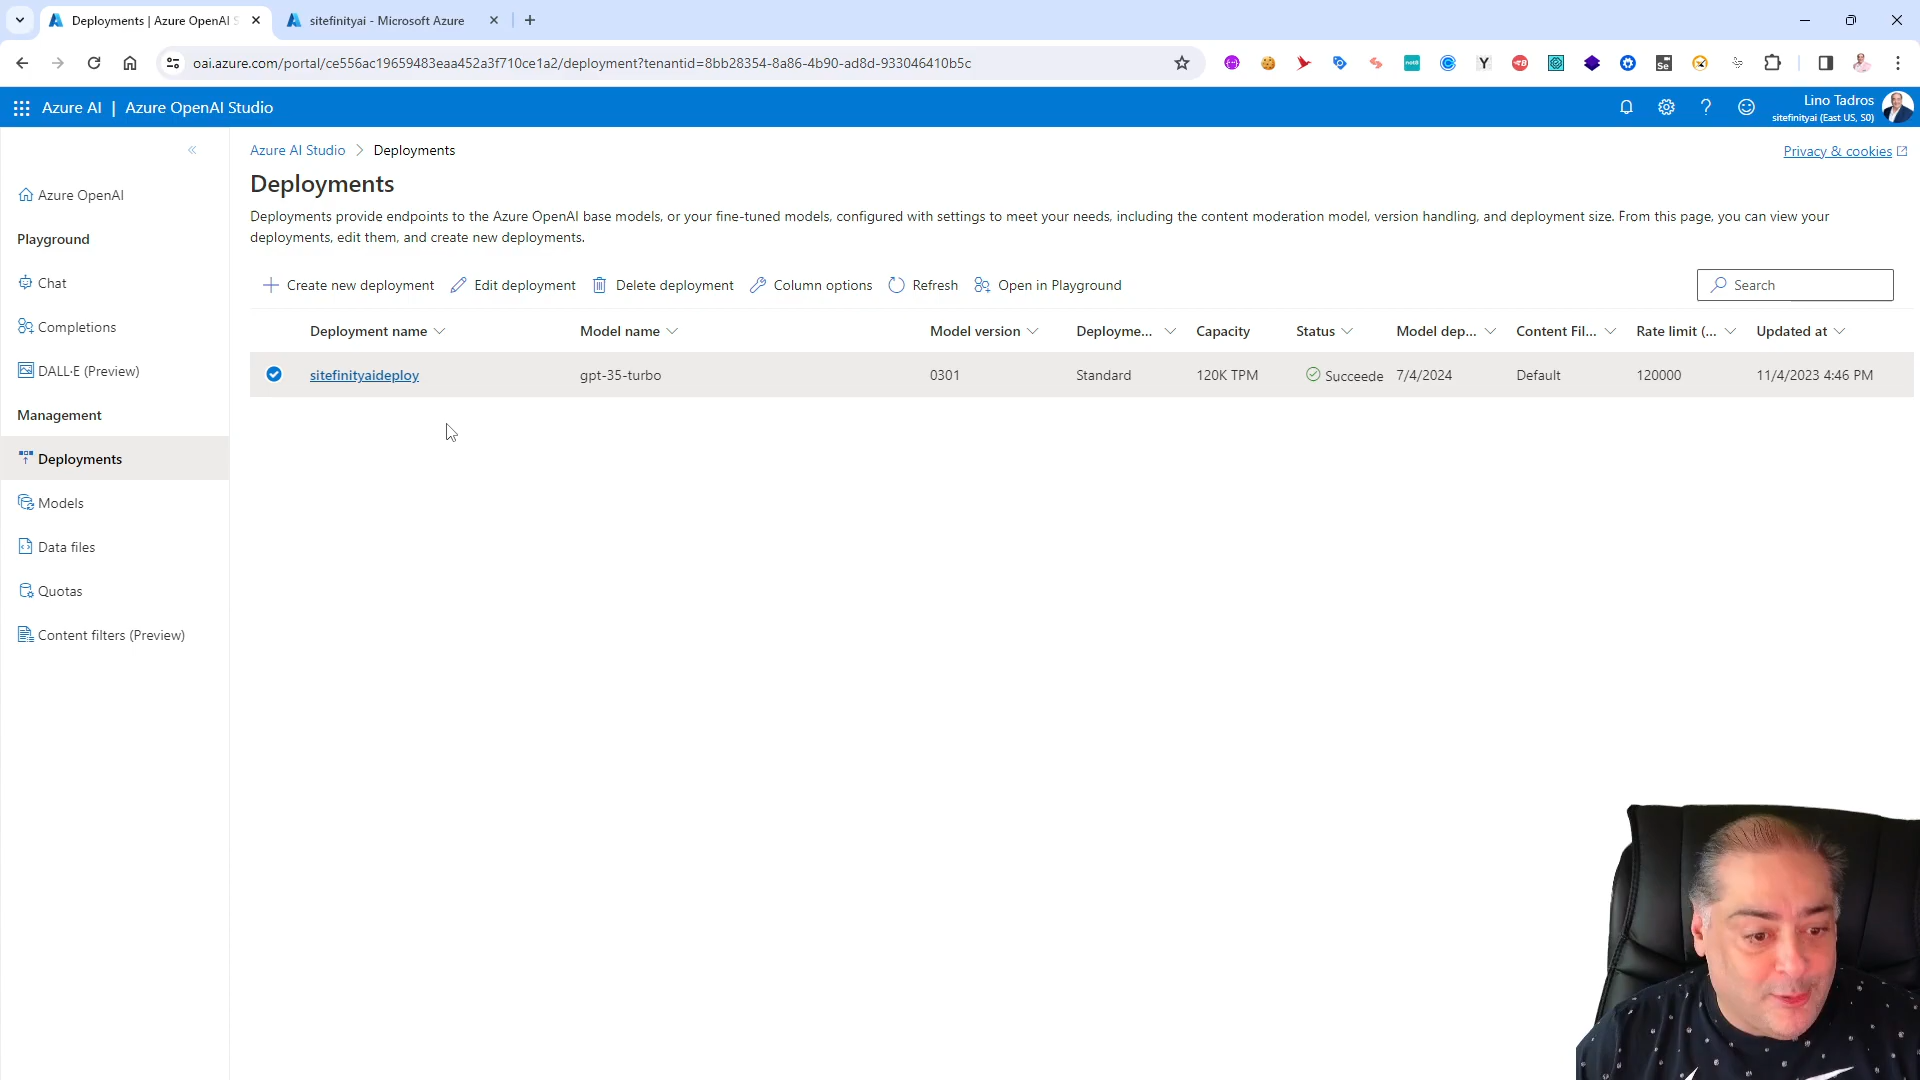 Deployments | Azure OpenAI S
sitefinityai - Microsoft Azure
oai.azure.com/portal/ce556ac19659483eaa452a3f710ce1a2/deployment?tenantid=8bb28354-8a86-4b90-ad8d-933046410b5c
Azure AI | Azure OpenAI Studio
Lino Tadros
sitefinityai (East US, S0)
Azure AI Studio > Deployments
Privacy & cookies
Deployments
Deployments provide endpoints to the Azure OpenAI base models, or your fine-tuned models, configured with settings to meet your needs, including the content moderation model, version handling, and deployment size. From this page, you can view your
deployments, edit them, and create new deployments.
Azure OpenAI
Playground
Chat
Completions
DALL·E (Preview)
Management
Deployments
Models
Data files
Quotas
Content filters (Preview)
Create new deployment Edit deployment Delete deployment Column options Refresh Open in Playground Search
Deployment name Model name Model version Deployme... Capacity Status Model dep... Content Fil... Rate limit (... Updated at
sitefinityaideploy gpt-35-turbo 0301 Standard 120K TPM Succeede 7/4/2024 Default 120000 11/4/2023 4:46 PM